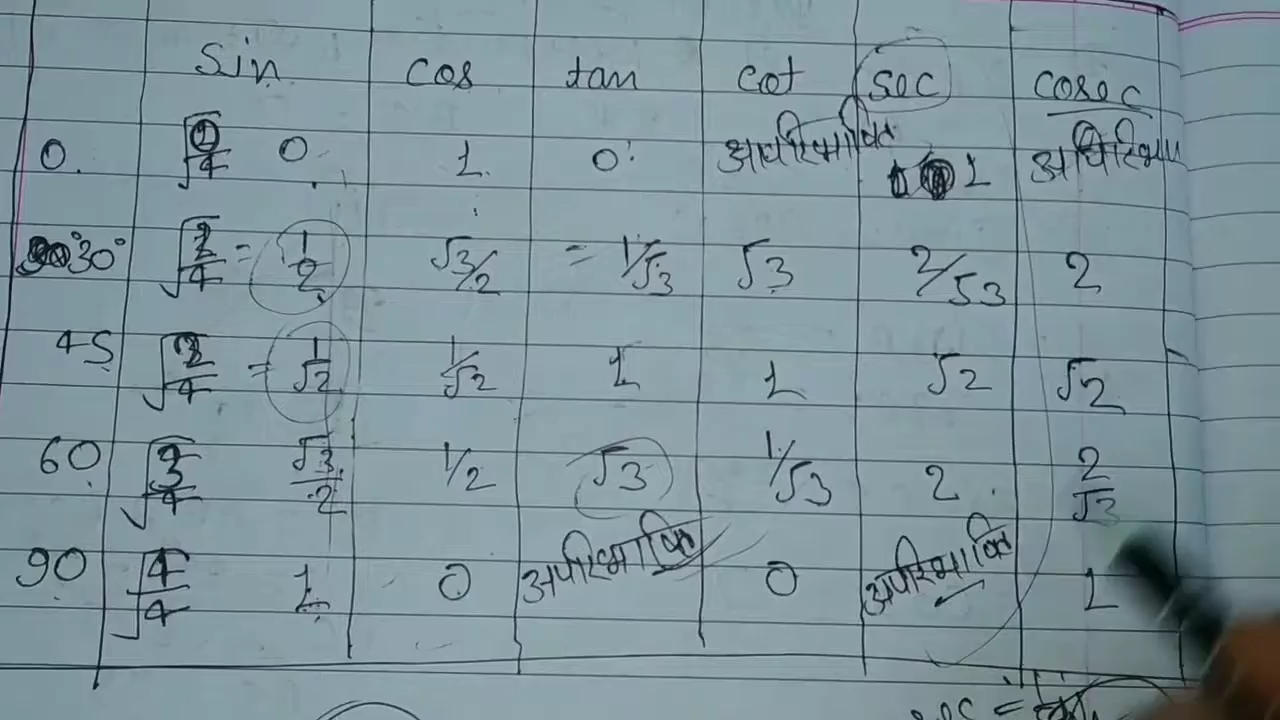 Sin cos tan cot sec cosec
0. √0/4 0. 1. 0 अपरिभाषित 1
30° √/4 = 1/2 √3/2 = 1/√3 √3 2/√3 2
45 √2/4 = 1/√2 1/√2 1 1 √2 √2
60 √3/4 √3/2 1/2 √3 1/√3 2 2/√3
90 √4/4 1 0 अपरिभाषित 0 अपरिभाषित 1
sec =